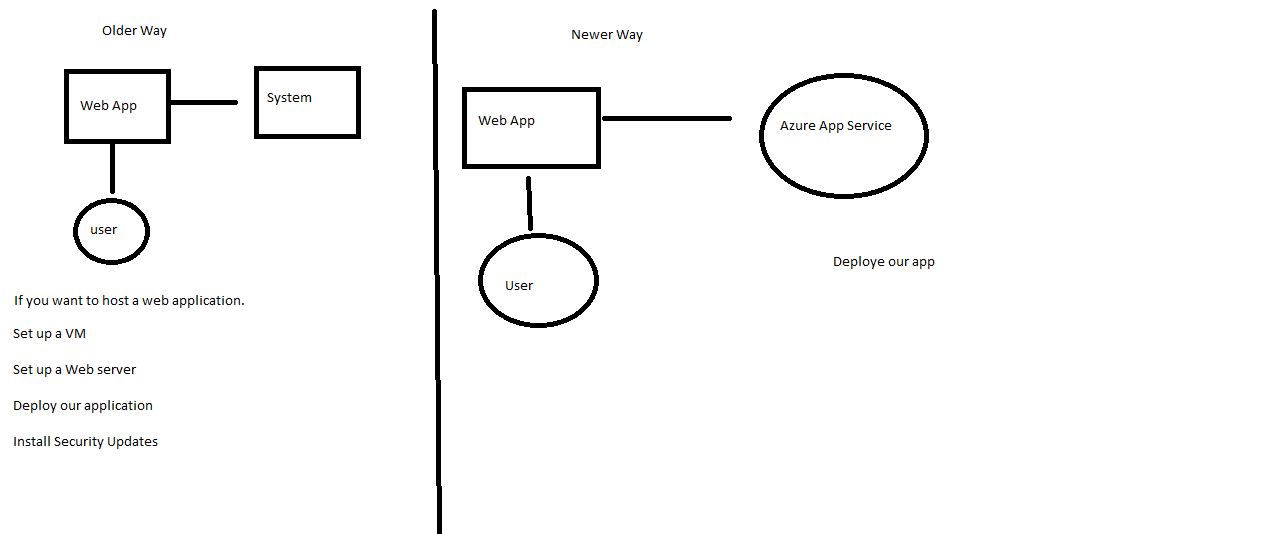 Older Way
Web App
System
user
If you want to host a web application.
Set up a VM
Set up a Web server
Deploy our application
Install Security Updates
Newer Way
Web App
Azure App Service
User
Deploye our app